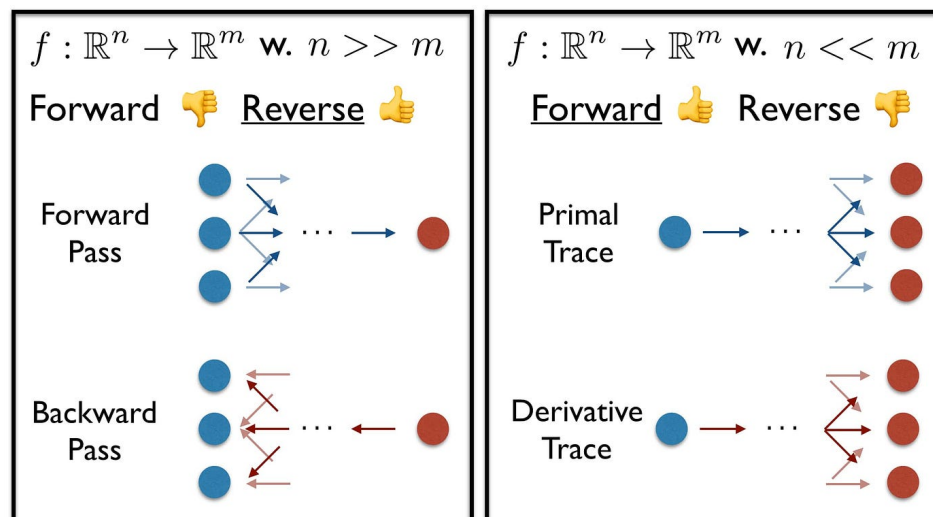 f : ℝⁿ → ℝᵐ w. n >> m
Forward 👎 Reverse 👍
Forward
Pass
...
Backward
Pass
...
f : ℝⁿ → ℝᵐ w. n << m
Forward 👍 Reverse 👎
Primal
Trace
...
Derivative
Trace
...